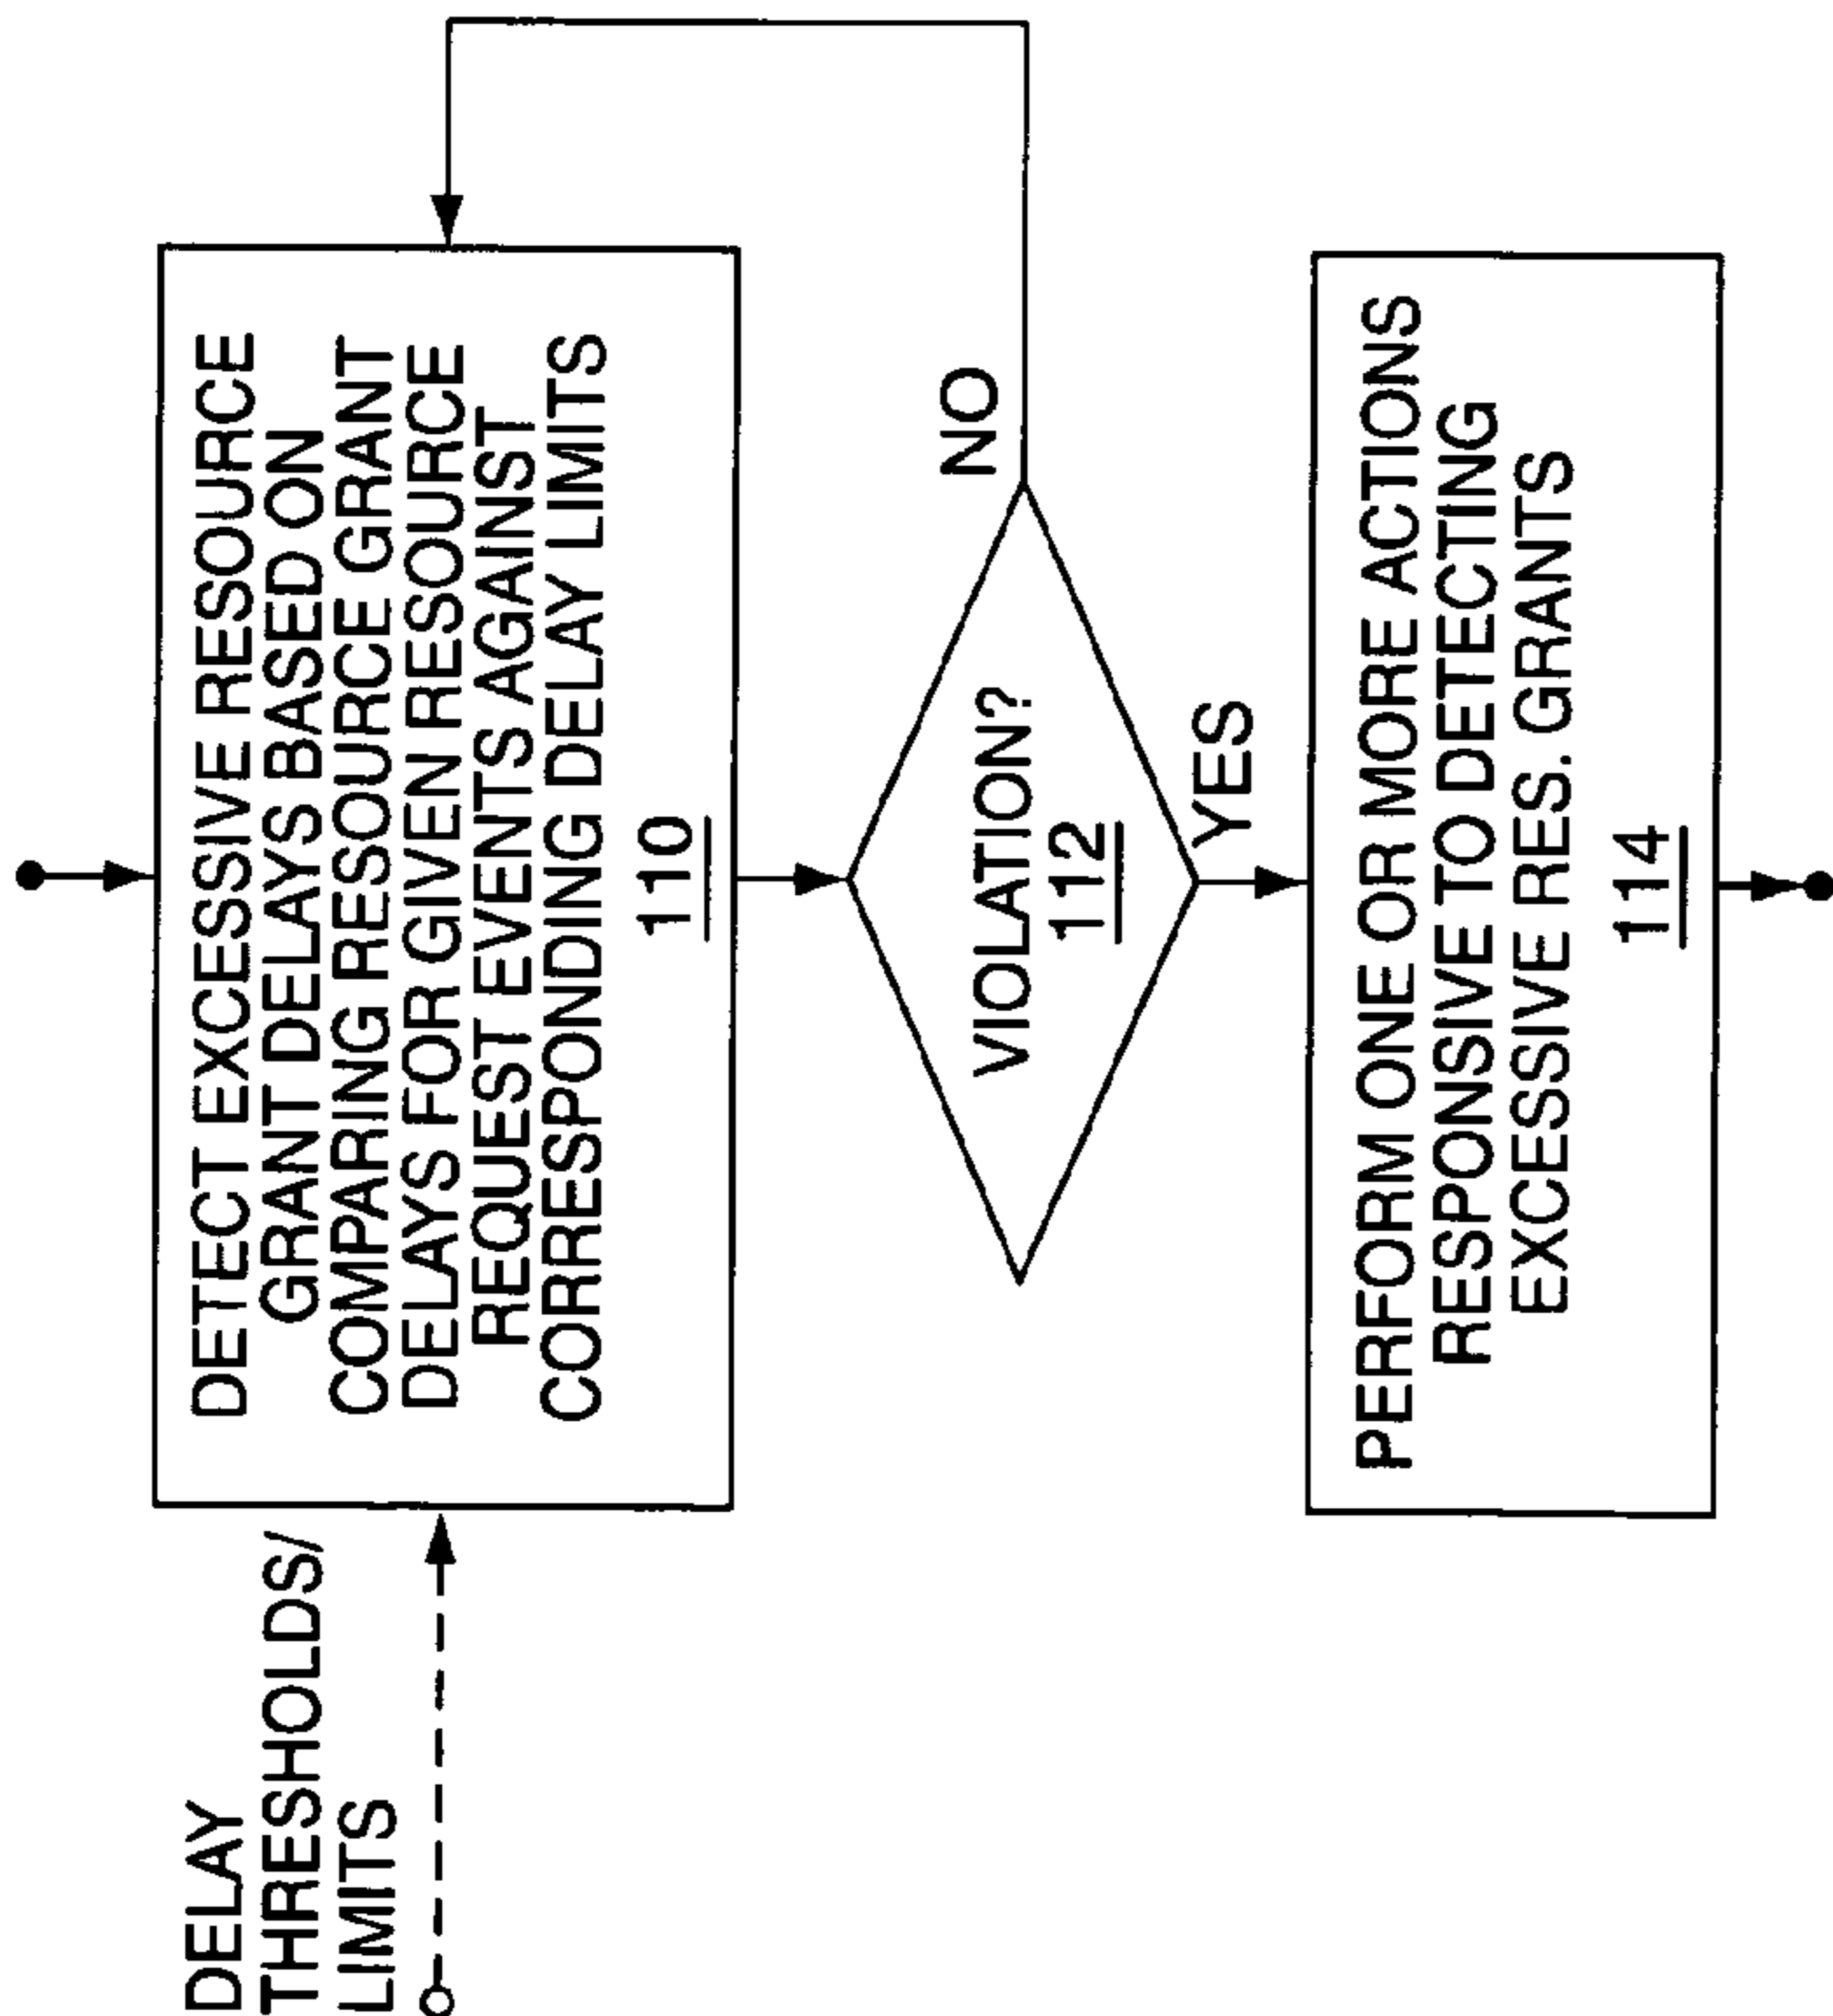 DELAY
THRESHOLDS/
LIMITS
DETECT EXCESSIVE RESOURCE
GRANT DELAYS BASED ON
COMPARING RESOURCE GRANT
DELAYS FOR GIVEN RESOURCE
REQUEST EVENTS AGAINST
CORRESPONDING DELAY LIMITS
110
VIOLATION?
112
NO
YES
PERFORM ONE OR MORE ACTIONS
RESPONSIVE TO DETECTING
EXCESSIVE RES. GRANTS
114